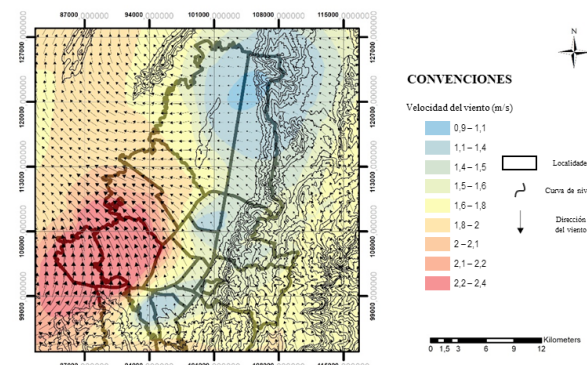 87000 94000 101000 108000 115000
127000
120000
113000
106000
99000
N
CONVENCIONES
Velocidad del viento (m/s)
0,9 – 1,1
1,1 – 1,4
1,4 – 1,5
1,5 – 1,6
1,6 – 1,8
1,8 – 2
2 – 2,1
2,1 – 2,2
2,2 – 2,4
Localidade
Curva de niv
Dirección
del viento
Kilometers
0 1,5 3 6 9 12